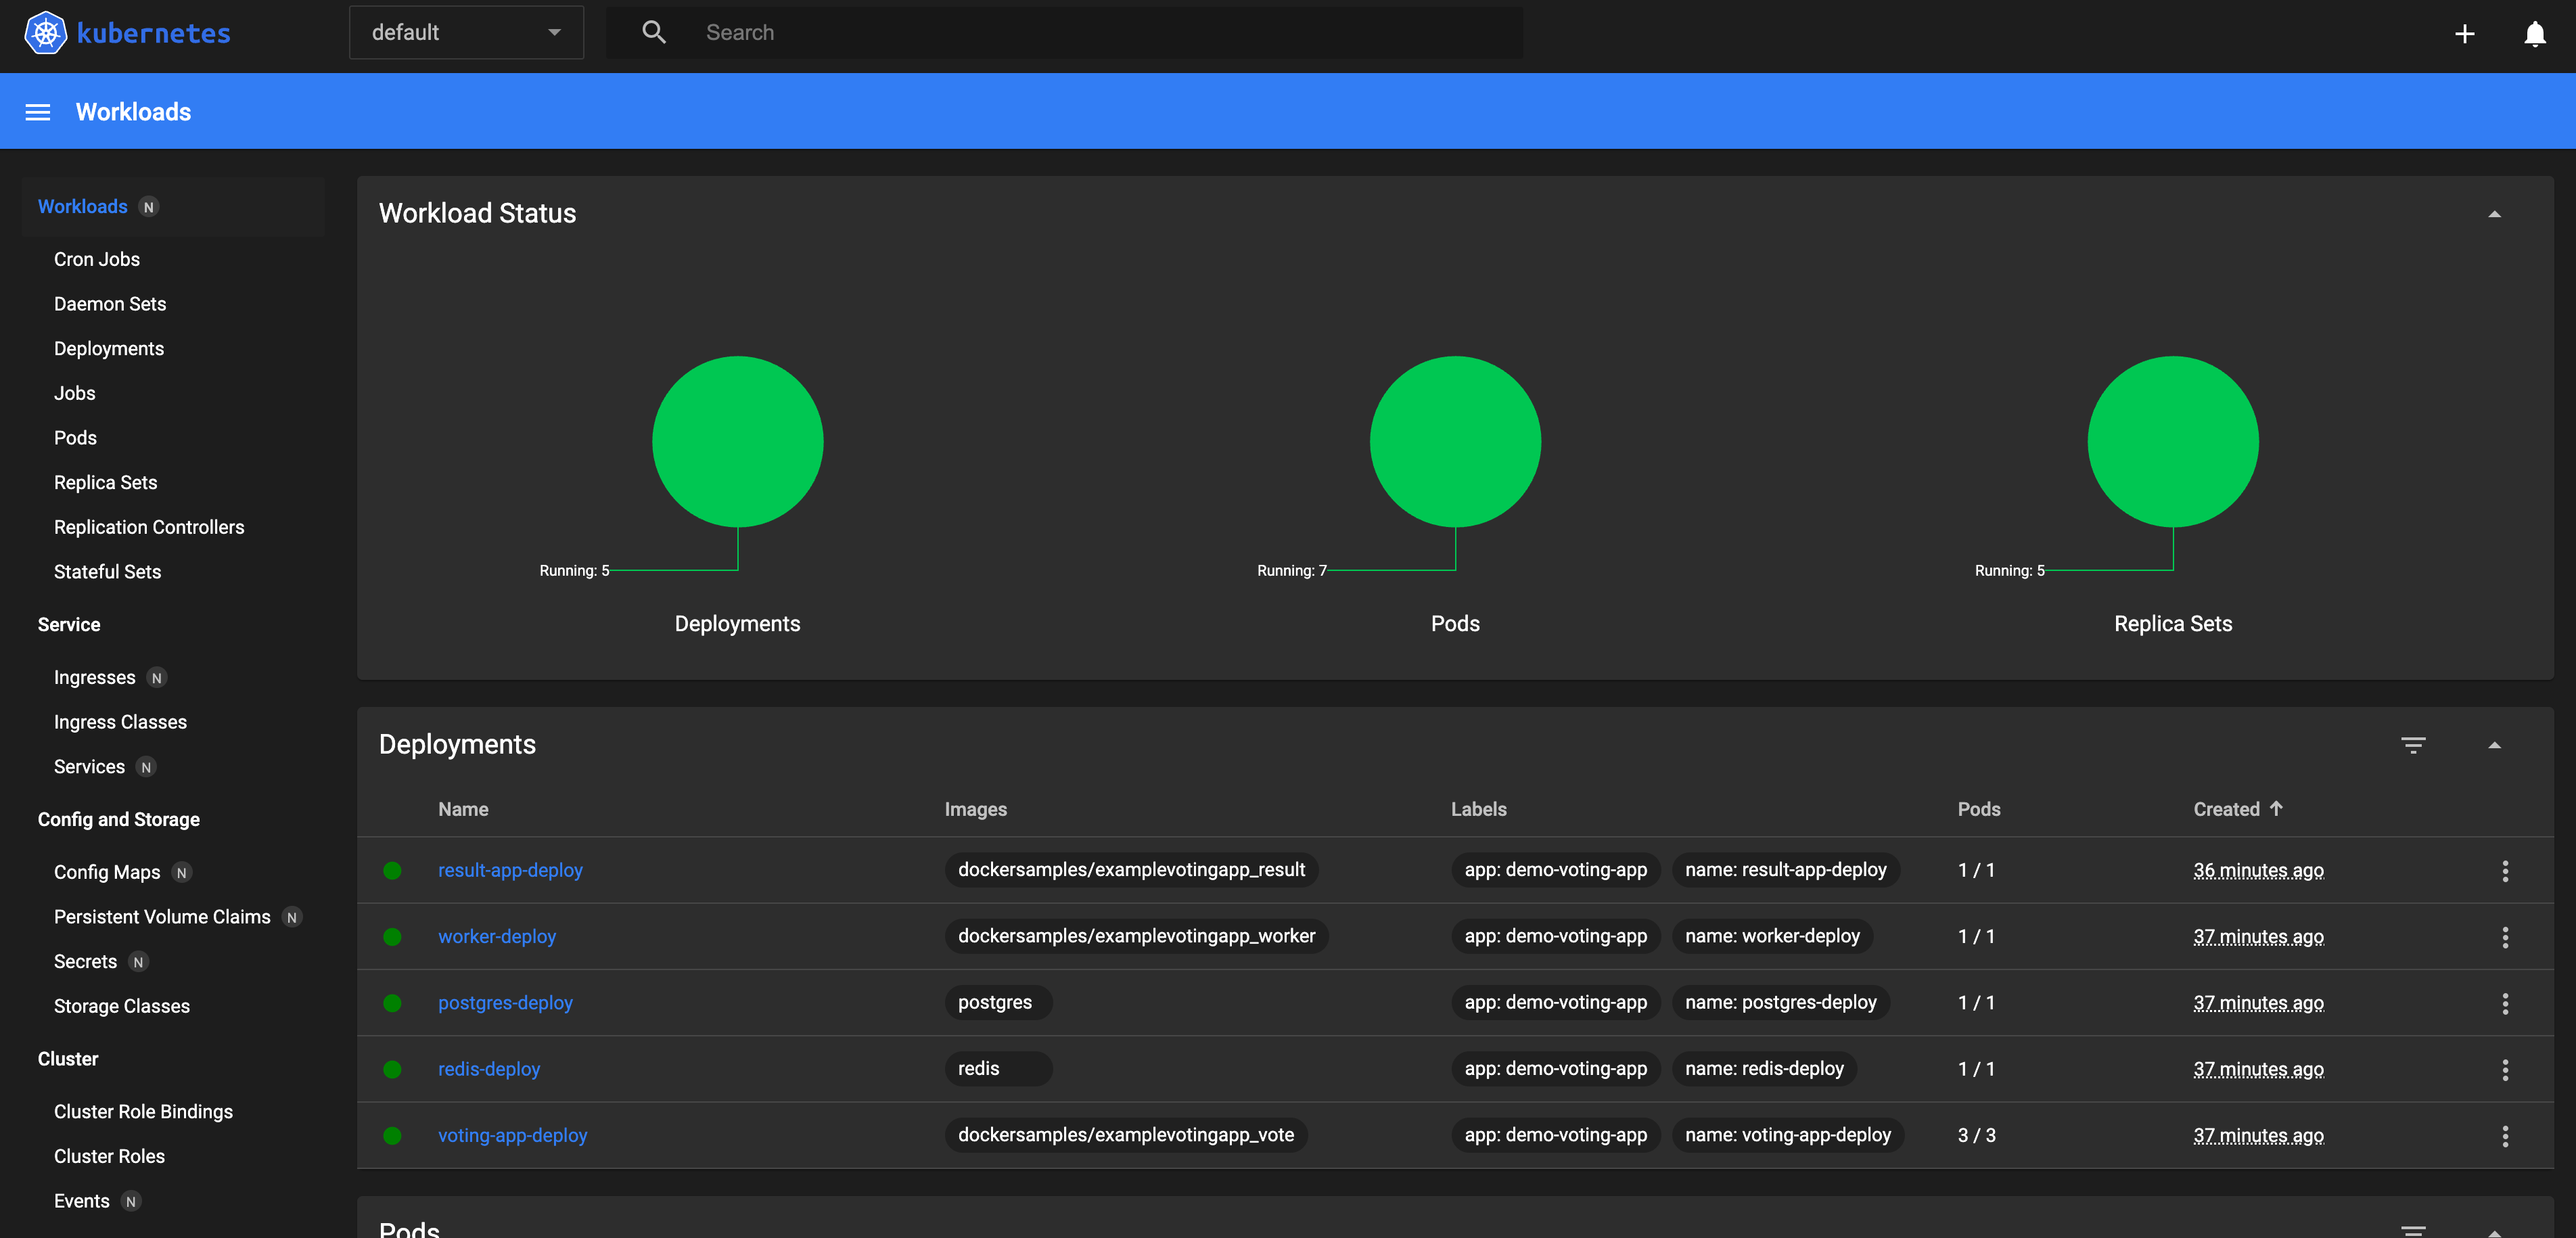 kubernetes
default
Search
Workloads
Workloads N
Cron Jobs
Daemon Sets
Deployments
Jobs
Pods
Replica Sets
Replication Controllers
Stateful Sets
Service
Ingresses N
Ingress Classes
Services N
Config and Storage
Config Maps N
Persistent Volume Claims N
Secrets N
Storage Classes
Cluster
Cluster Role Bindings
Cluster Roles
Events N
Workload Status
Running: 5
Deployments
Running: 7
Pods
Running: 5
Replica Sets
Deployments
Name Images Labels Pods Created
result-app-deploy dockersamples/examplevotingapp_result app: demo-voting-app name: result-app-deploy 1 / 1 36 minutes ago
worker-deploy dockersamples/examplevotingapp_worker app: demo-voting-app name: worker-deploy 1 / 1 37 minutes ago
postgres-deploy postgres app: demo-voting-app name: postgres-deploy 1 / 1 37 minutes ago
redis-deploy redis app: demo-voting-app name: redis-deploy 1 / 1 37 minutes ago
voting-app-deploy dockersamples/examplevotingapp_vote app: demo-voting-app name: voting-app-deploy 3 / 3 37 minutes ago
Pods